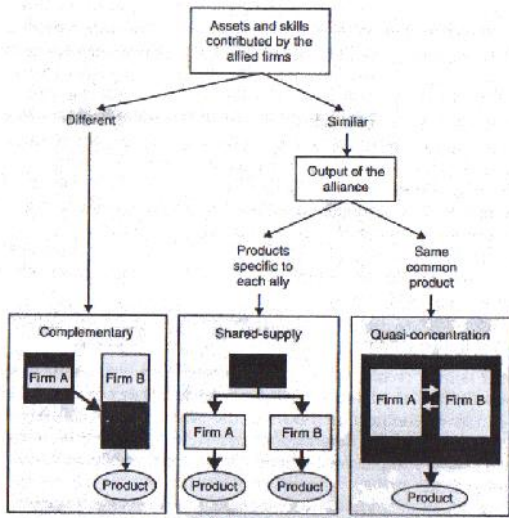 Assets and skills
contributed by the
allied firms
Different
Similar
Output of the
alliance
Products
specific to
each ally
Same
common
product
Complementary
Firm A
Firm B
Product
Shared-supply
Firm A
Firm B
Product
Product
Quasi-concentration
Firm A
Firm B
Product